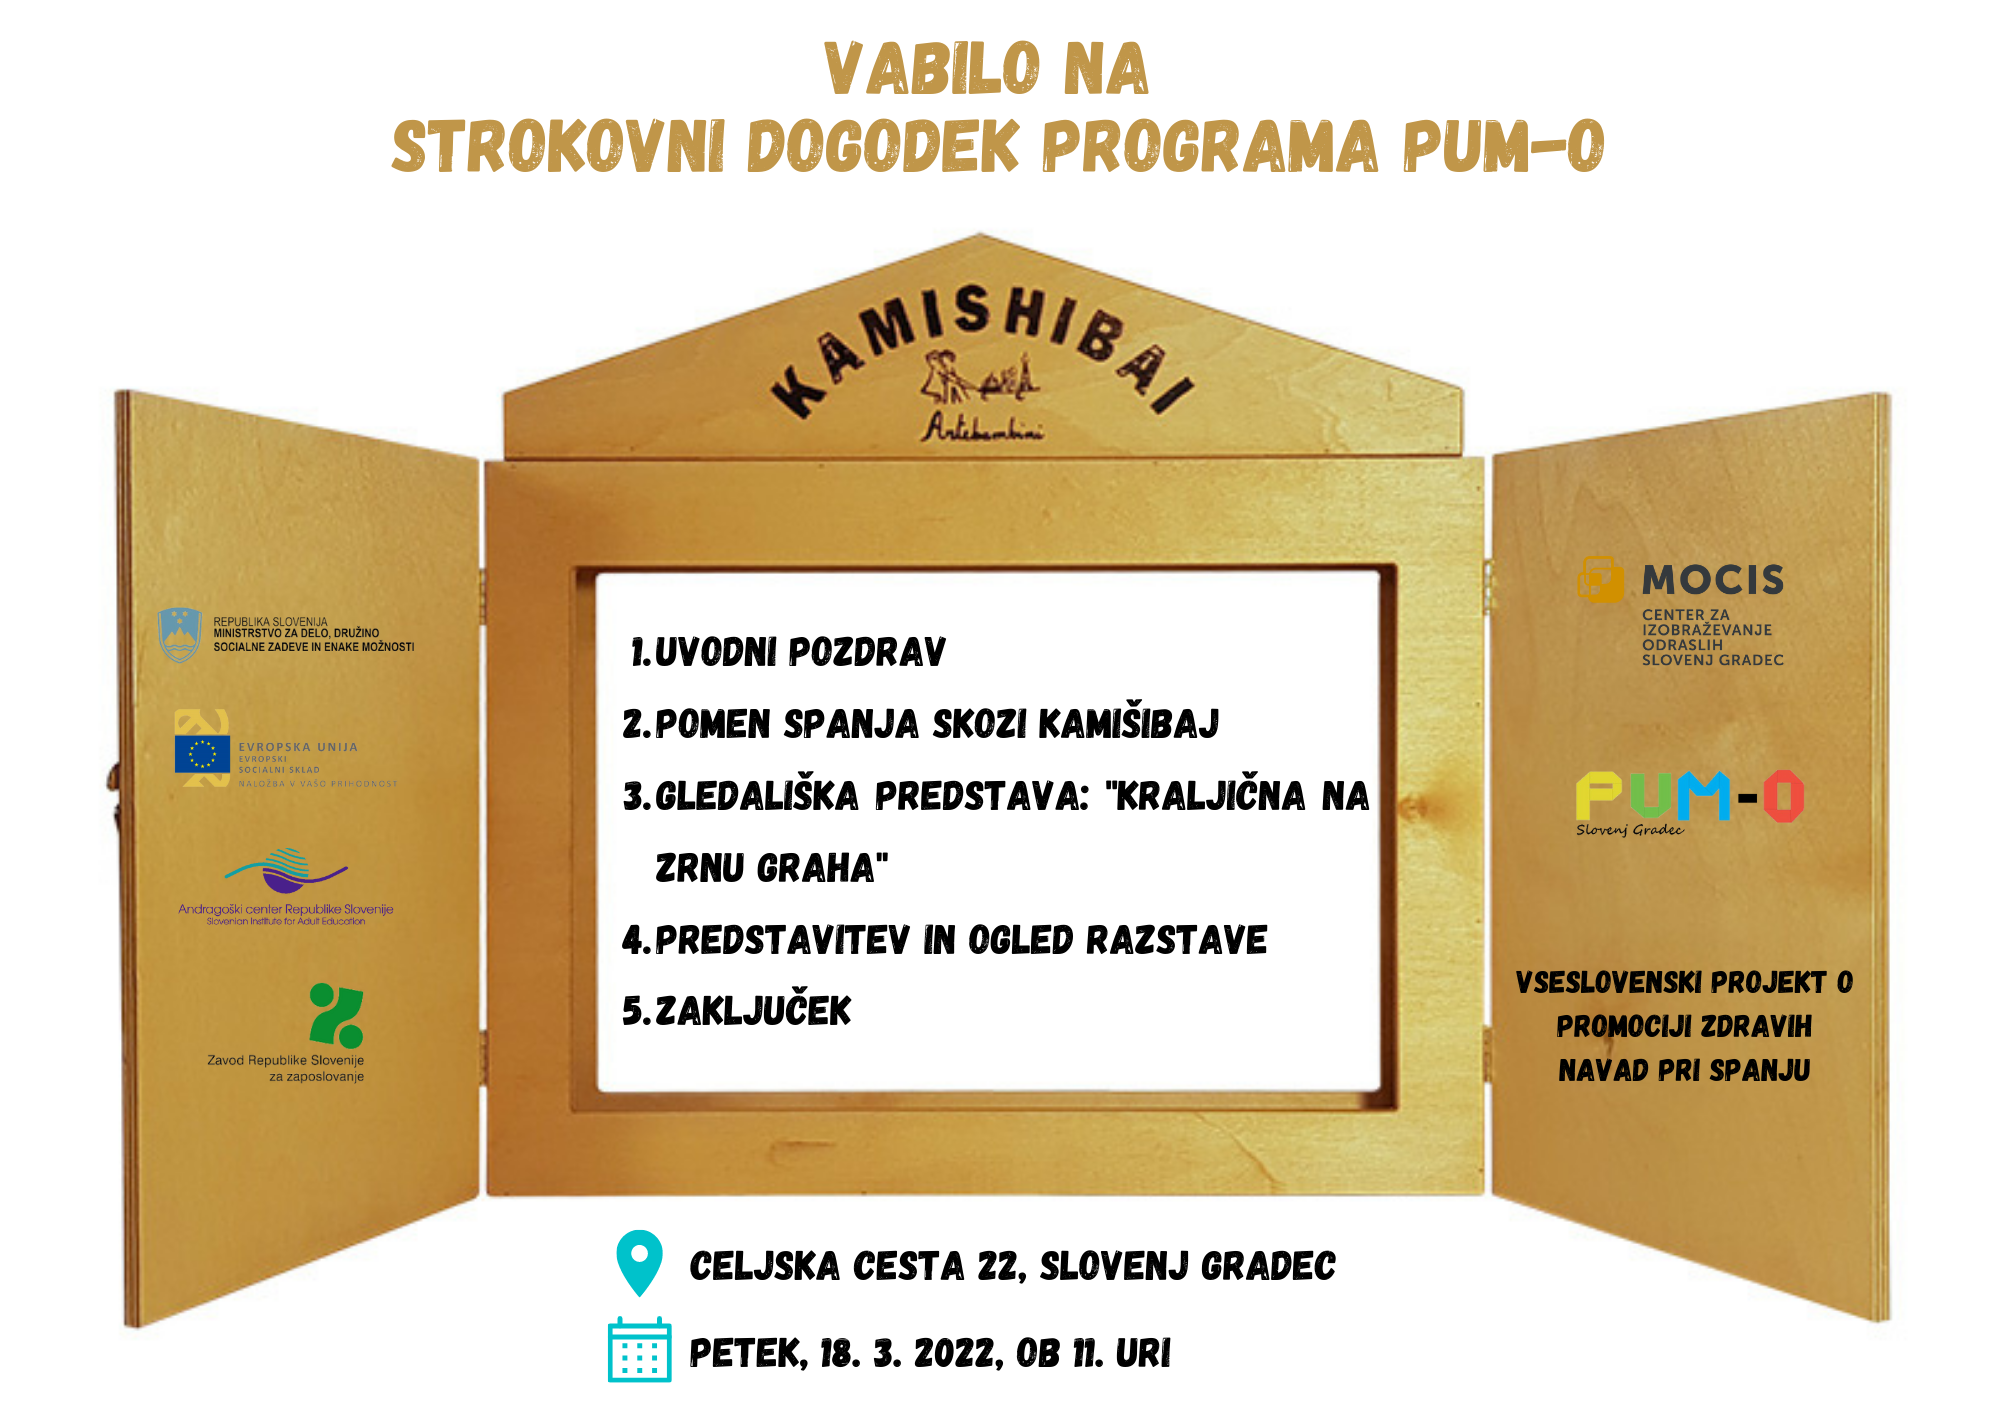 VABILO NA
STROKOVNI DOGODEK PROGRAMA PUM-O
KAMISHIBAI
Artebambini
REPUBLIKA SLOVENIJA
MINISTRSTVO ZA DELO, DRUŽINO
SOCIALNE ZADEVE IN ENAKE MOŽNOSTI
EVROPSKA UNIJA
EVROPSKI
SOCIALNI SKLAD
NALOŽBA V VAŠO PRIHODNOST
Andragoški center Republike Slovenije
Slovenian Institute for Adult Education
Zavod Republike Slovenije
za zaposlovanje
1. UVODNI POZDRAV
2. POMEN SPANJA SKOZI KAMIŠIBAJ
3. GLEDALIŠKA PREDSTAVA: "KRALJIČNA NA
ZRNU GRAHA"
4. PREDSTAVITEV IN OGLED RAZSTAVE
5. ZAKLJUČEK
MOCIS
CENTER ZA
IZOBRAŽEVANJE
ODRASLIH
SLOVENJ GRADEC
PUM-O
Slovenj Gradec
VSESLOVENSKI PROJEKT O
PROMOCIJI ZDRAVIH
NAVAD PRI SPANJU
CELJSKA CESTA 22, SLOVENJ GRADEC
PETEK, 18. 3. 2022, OB 11. URI